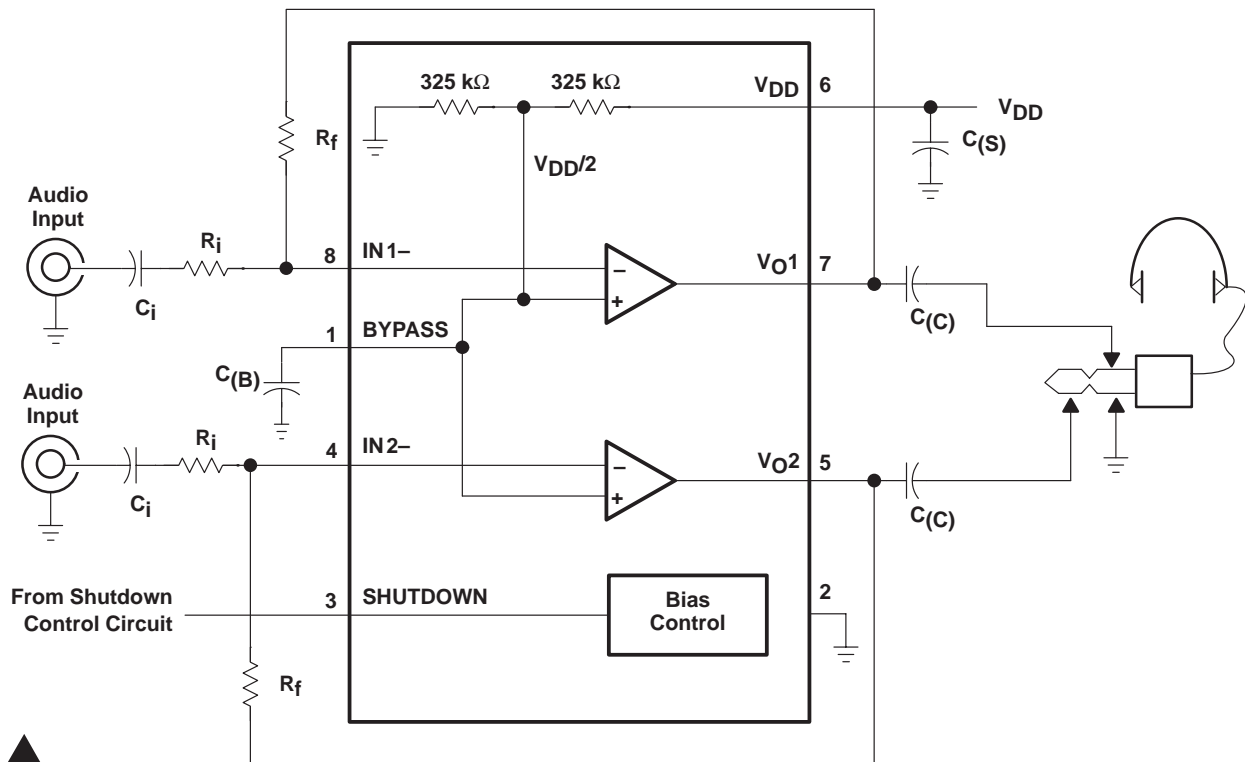 325 kΩ
325 kΩ
VDD
6
VDD
Rf
C(S)
VDD/2
Audio
Input
Ri
8
IN1–
–
+
VO1
7
Ci
C(C)
1
BYPASS
C(B)
Audio
Input
Ri
4
IN2–
–
+
VO2
5
Ci
C(C)
From Shutdown
Control Circuit
3
SHUTDOWN
Bias
Control
2
Rf